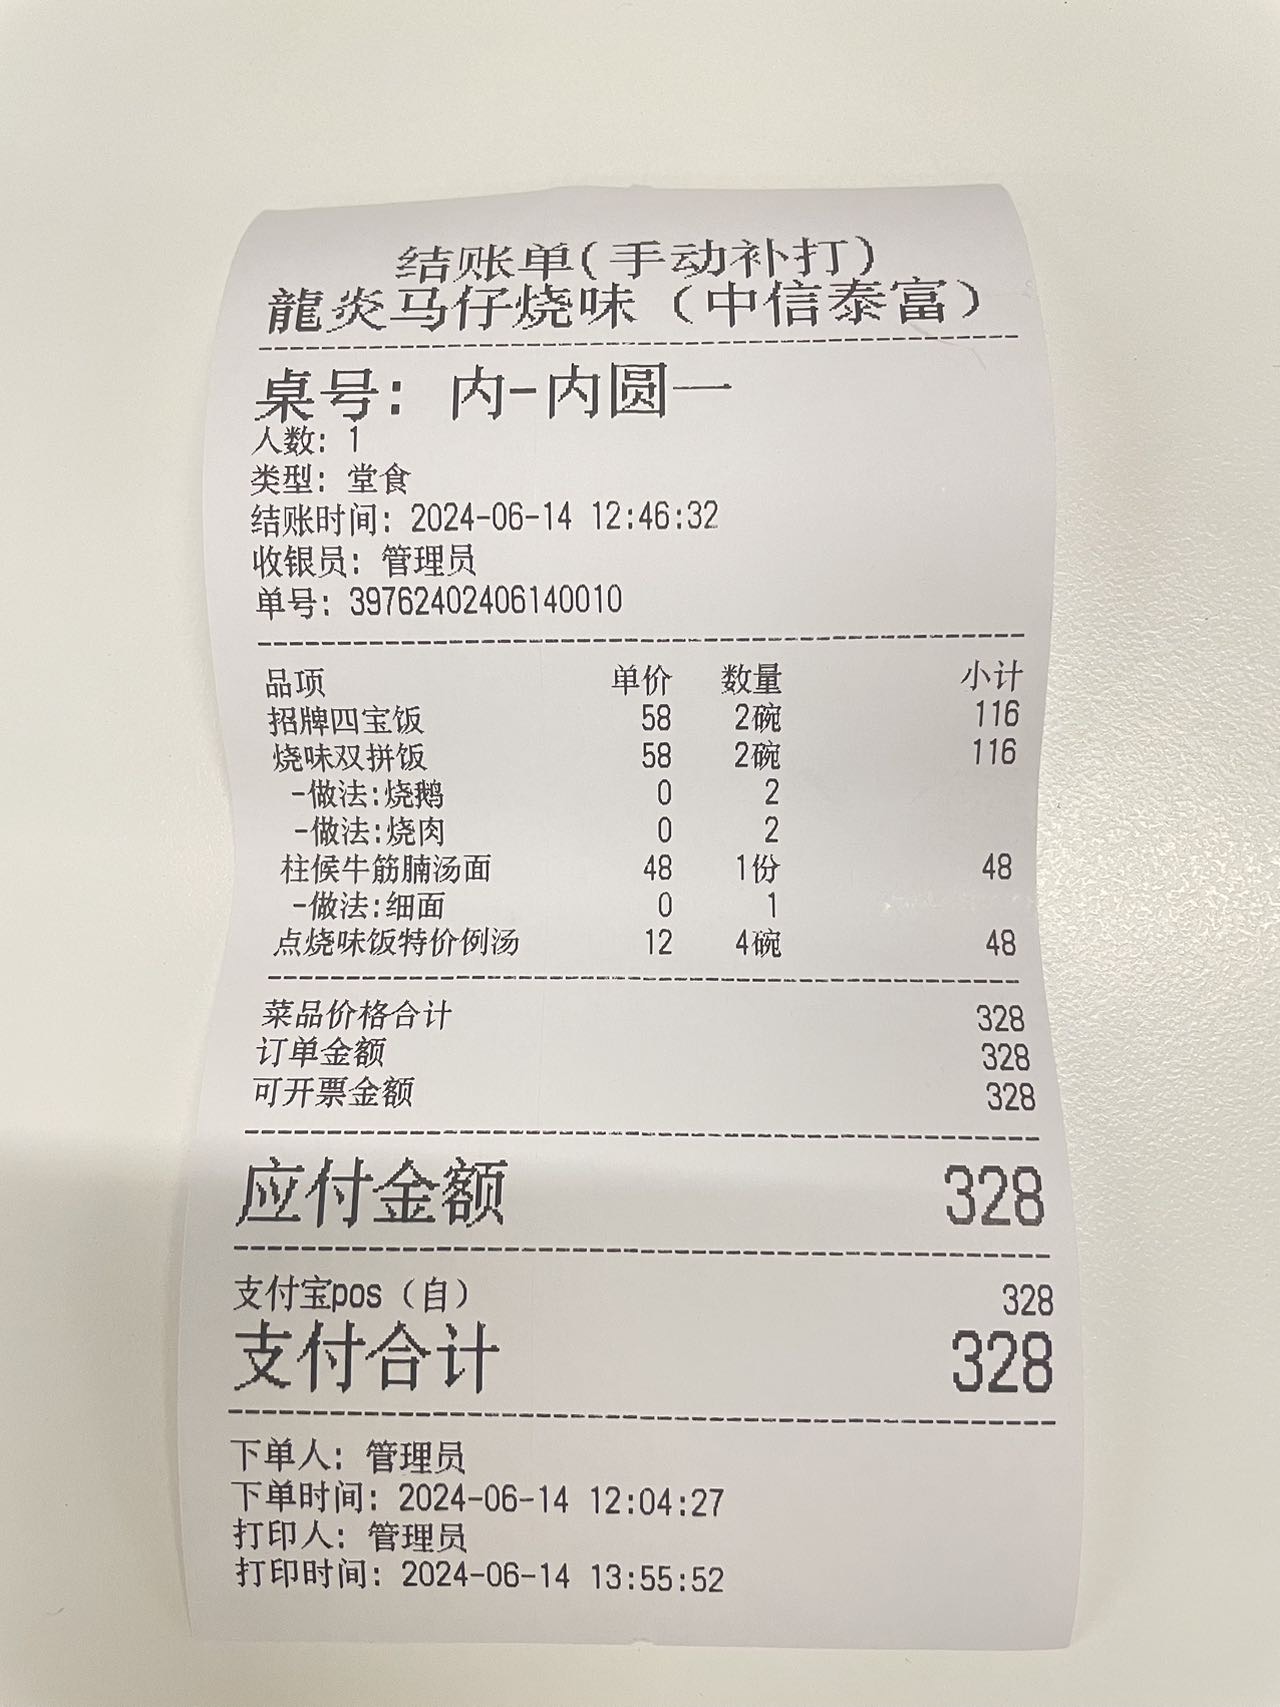 结账单(手动补打)
龍炎马仔烧味（中信泰富）
桌号: 内-内圆一
人数: 1
类型: 堂食
结账时间: 2024-06-14 12:46:32
收银员: 管理员
单号: 39762402406140010
品项 单价 数量 小计
招牌四宝饭 58 2碗 116
烧味双拼饭 58 2碗 116
-做法:烧鹅 0 2
-做法:烧肉 0 2
柱候牛筋腩汤面 48 1份 48
-做法:细面 0 1
点烧味饭特价例汤 12 4碗 48
菜品价格合计 328
订单金额 328
可开票金额 328
应付金额 328
支付宝pos（自） 328
支付合计 328
下单人: 管理员
下单时间: 2024-06-14 12:04:27
打印人: 管理员
打印时间: 2024-06-14 13:55:52